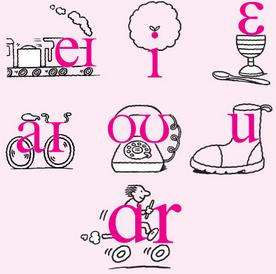 eɪ i ɛ
aɪ oʊ u
ɑr